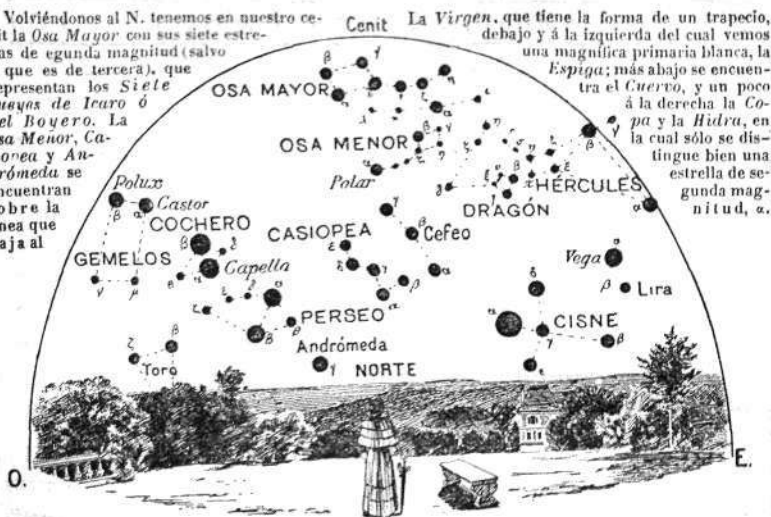 Volviéndonos al N. tenemos en nuestro ce-
it la Osa Mayor con sus siete estre-
as de egunda magnitud (salvo
que es de tercera), que
epresentan los Siete
ueyes de Icaro ó
el Boyero. La
sa Menor, Ca-
opea y An-
rómeda se
ncuentran
obre la
nea que
aja al
La Virgen, que tiene la forma de un trapecio,
debajo y á la izquierda del cual vemos
una magnífica primaria blanca, la
Espiga; más abajo se encuen-
tra el Cuervo, y un poco
á la derecha la Co-
pa y la Hidra, en
la cual sólo se dis-
tingue bien una
estrella de se-
gunda mag-
nitud, α.
Cenit
OSA MAYOR
OSA MENOR
Polar
HÉRCULES
DRAGÓN
Polux
Castor
COCHERO
CASIOPEA
Cefeo
GEMELOS
Capella
Vega
β Lira
PERSEO
CISNE
Andrómeda
Toro
γ NORTE
O.
E.